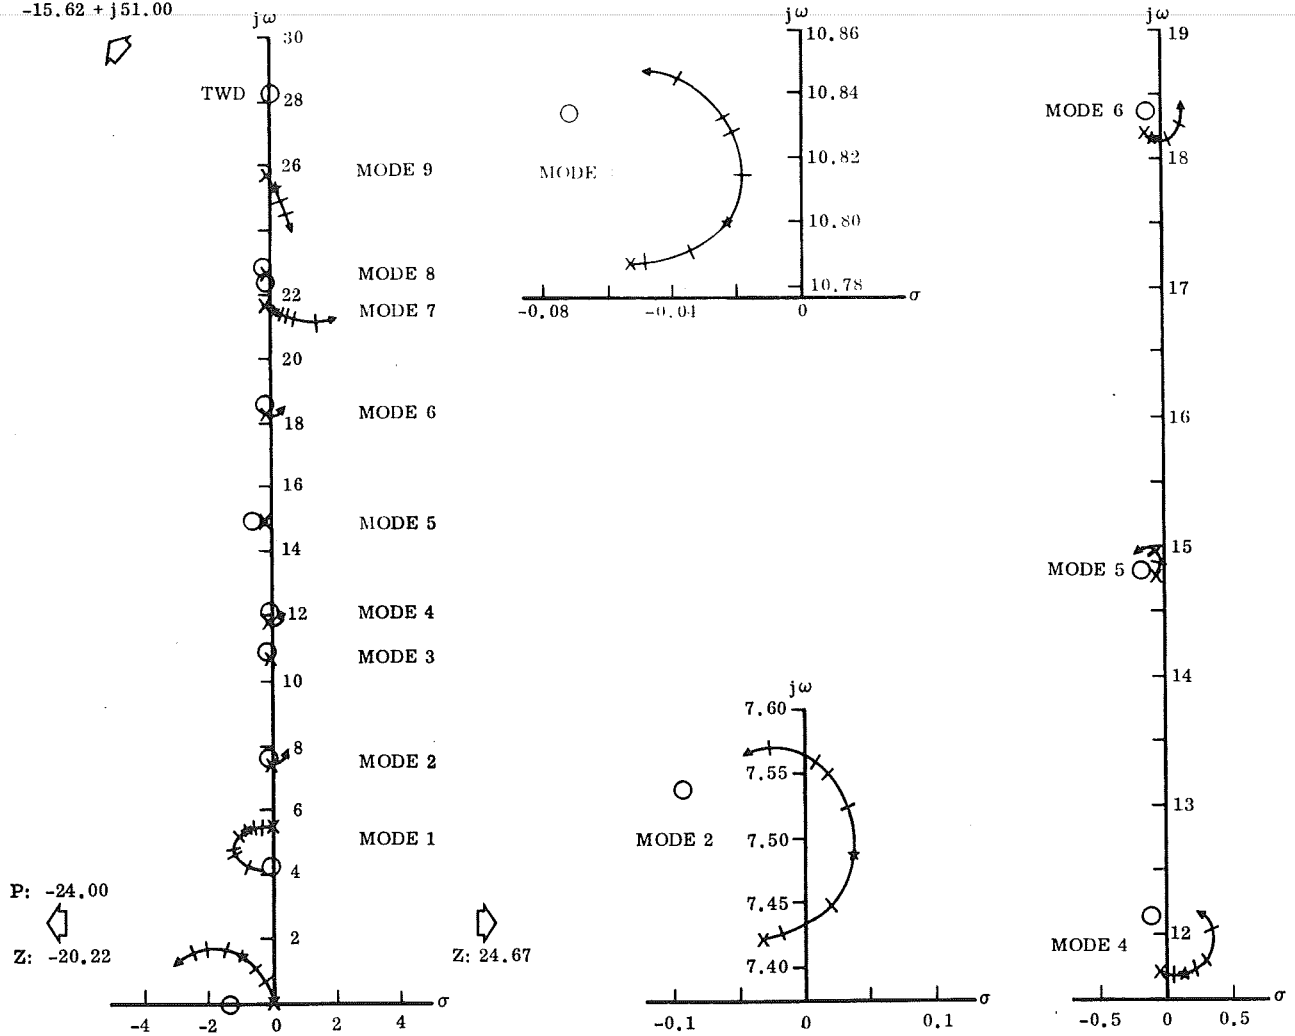 -15.62 + j51.00
jω
30
TWD
28
26
MODE 9
MODE 8
22
MODE 7
20
MODE 6
18
16
MODE 5
14
12
MODE 4
MODE 3
10
8
MODE 2
6
MODE 1
4
P: -24.00
2
Z: -20.22
Z: 24.67
-4
-2
0
2
4
σ
jω
10.86
10.84
10.82
MODE
10.80
10.78
σ
-0.08
-0.04
0
jω
7.60
7.55
7.50
MODE 2
7.45
7.40
σ
-0.1
0
0.1
jω
19
MODE 6
18
17
16
15
MODE 5
14
13
12
MODE 4
σ
-0.5
0
0.5